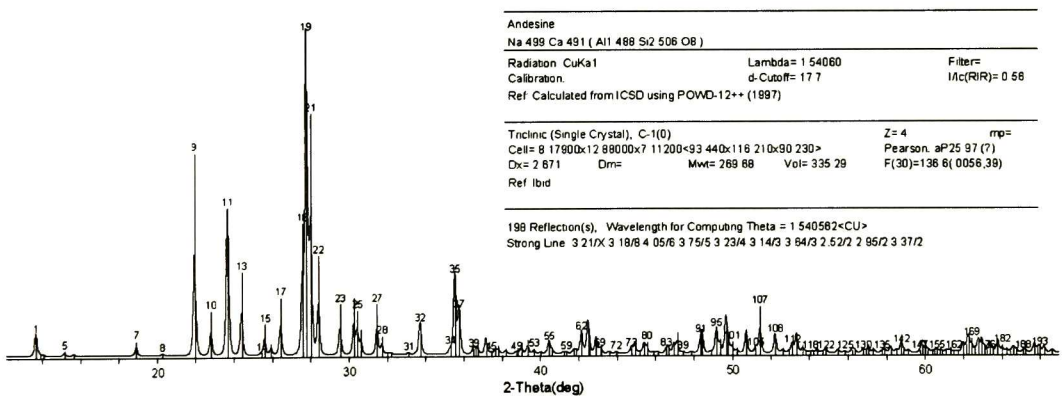 Andesine
Na 499 Ca 491 ( Al1 488 Si2 506 O8 )
Radiation CuKa1 Lambda= 1 54060 Filter=
Calibration. d-Cutoff= 17 7 I/Ic(RIR)= 0 56
Ref Calculated from ICSD using POWD-12++ (1997)
Triclinic (Single Crystal), C-1(0) Z= 4 mp=
Cell= 8 17900x12 88000x7 11200<93 440x116 210x90 230> Pearson. aP25 97 (?)
Dx= 2 671 Dm= Mwt= 269 68 Vol= 335 29 F(30)=136 6( 0056,39)
Ref Ibid
198 Reflection(s), Wavelength for Computing Theta = 1 540562<CU>
Strong Line 3 21/X 3 18/8 4 05/6 3 75/5 3 23/4 3 14/3 3 64/3 2.52/2 2 95/2 3 37/2
1 5 7 8 9 10 11 13 15 17 19 21 22 23 25 27 28 31 32 35 55 59 62 72 80 83 91 95 107 108 125 169
20 30 40 50 60
2-Theta(deg)